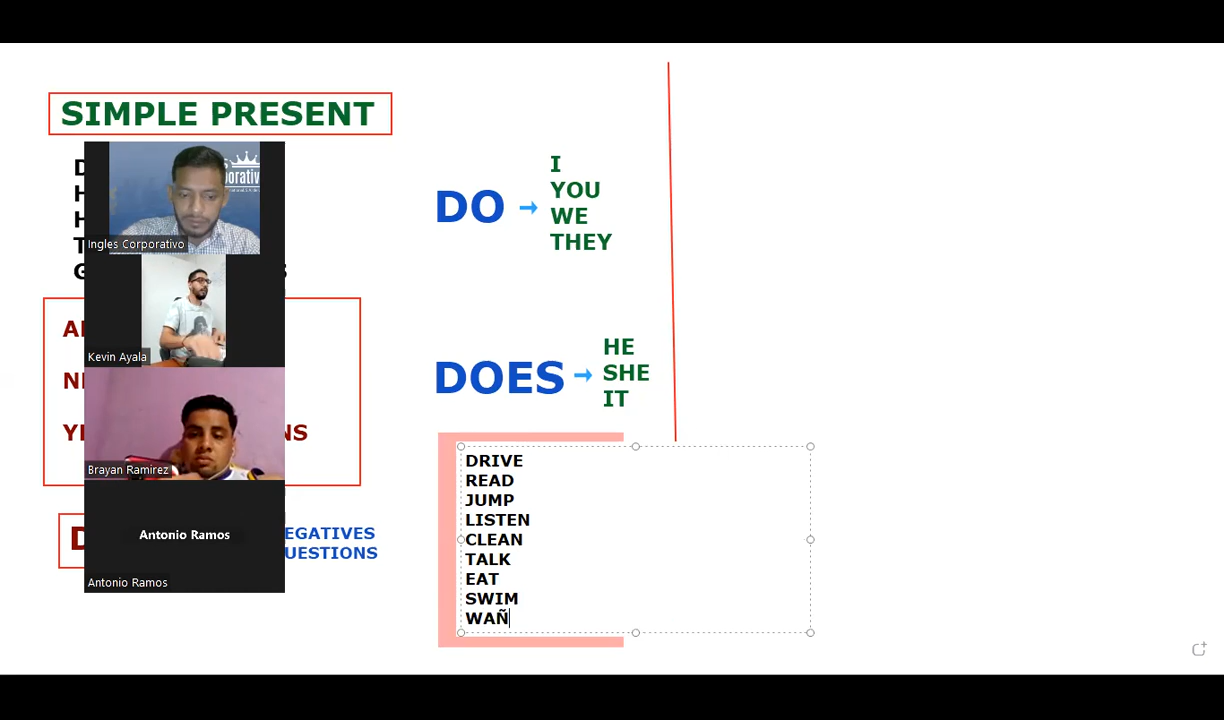 SIMPLE PRESENT
Ingles Corporativo
Kevin Ayala
Brayan Ramirez
Antonio Ramos
Antonio Ramos
EGATIVES
UESTIONS
DO → I
YOU
WE
THEY
DOES → HE
SHE
IT
DRIVE
READ
JUMP
LISTEN
CLEAN
TALK
EAT
SWIM
WAÑ